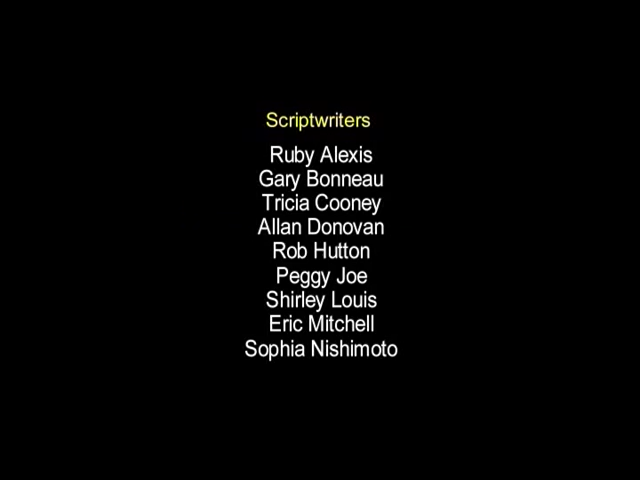 Scriptwriters
Ruby Alexis
Gary Bonneau
Tricia Cooney
Allan Donovan
Rob Hutton
Peggy Joe
Shirley Louis
Eric Mitchell
Sophia Nishimoto